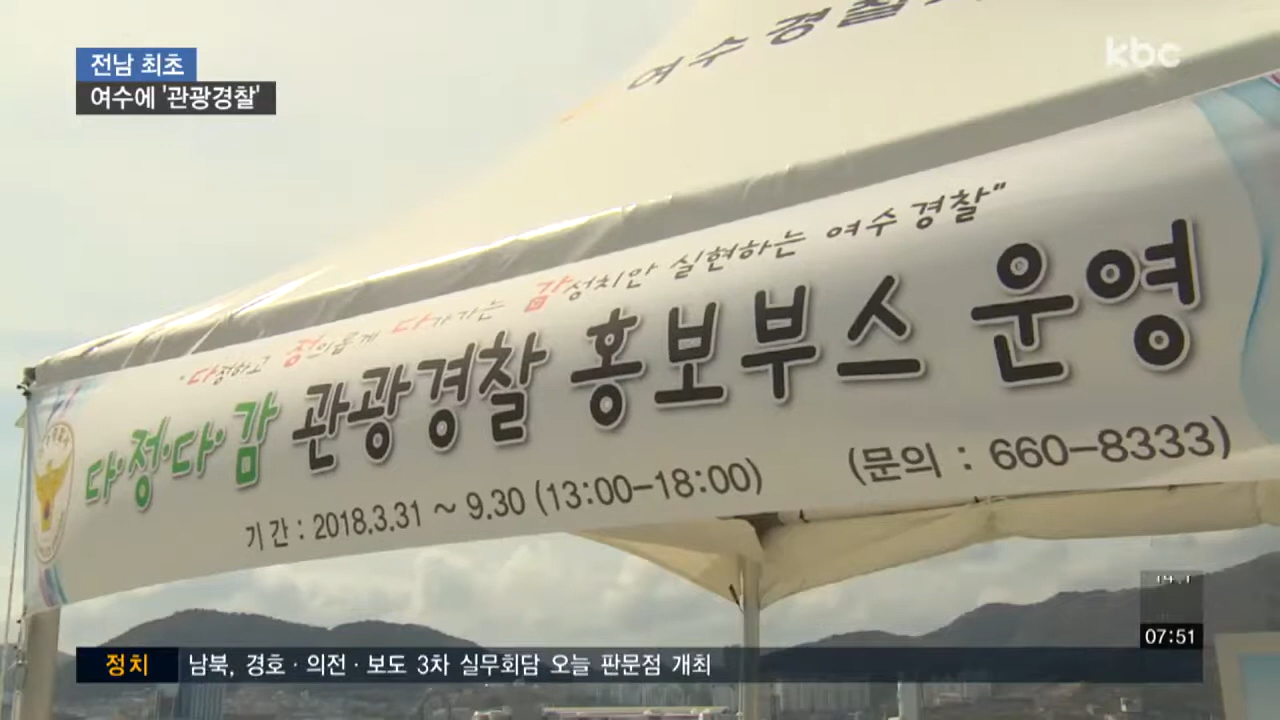 전남 최초
여수에 '관광경찰'
kbc
여수경찰
"다정하고 정의롭게 다가가는 감성치안 실현하는 여수경찰"
다·정·다·감 관광경찰 홍보부스 운영
기간 : 2018.3.31 ~ 9.30 (13:00-18:00) (문의 : 660-8333)
07:51
정치 남북, 경호·의전·보도 3차 실무회담 오늘 판문점 개최